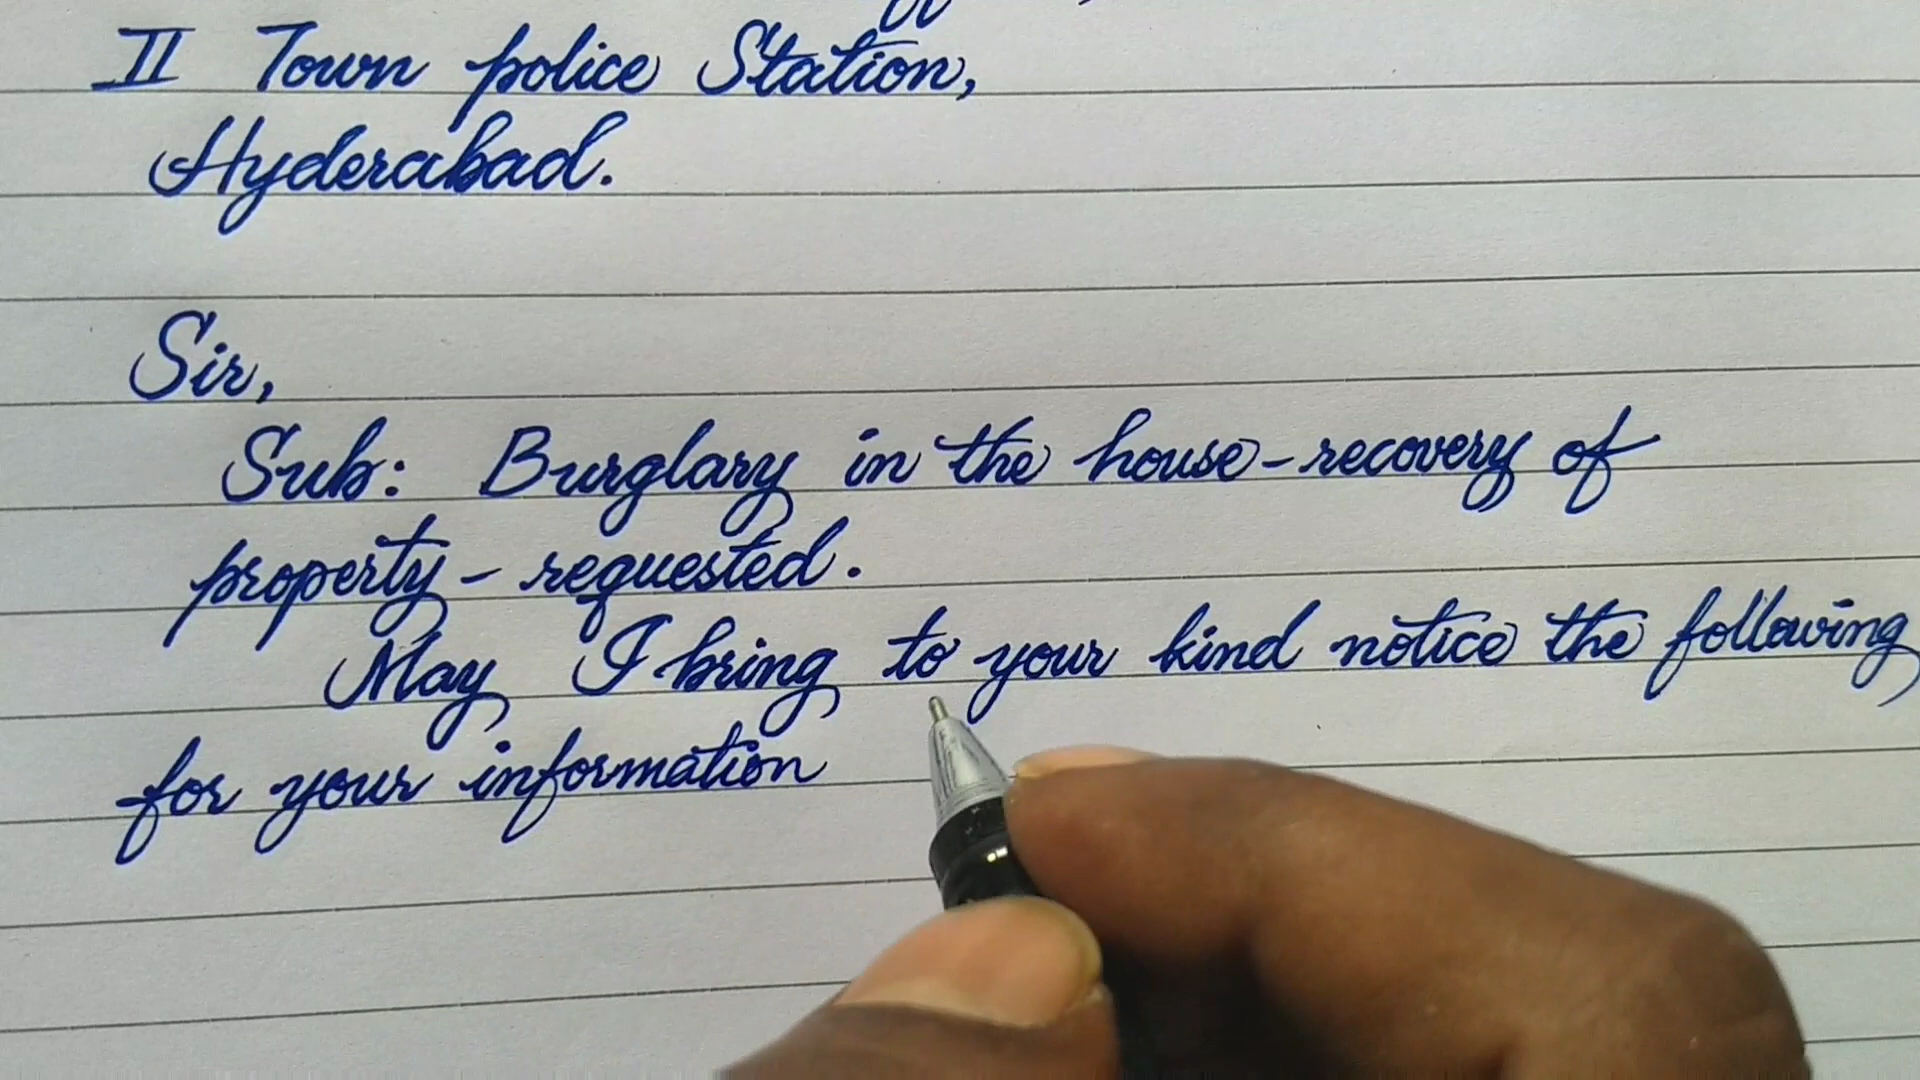 II Town police Station,
Hyderabad.
Sir,
Sub: Burglary in the house-recovery of
property- requested.
May I bring to your kind notice the following
for your information